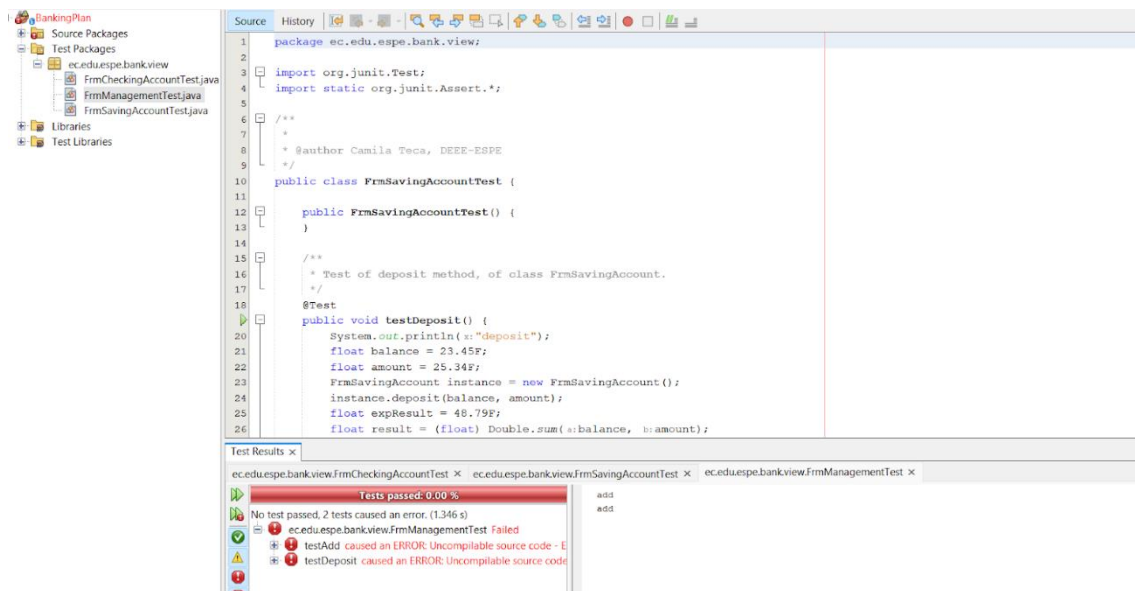 BankingPlan
Source Packages
Test Packages
ec.edu.espe.bank.view
FrmCheckingAccountTest.java
FrmManagementTest.java
FrmSavingAccountTest.java
Libraries
Test Libraries
Source History
1 package ec.edu.espe.bank.view;
2
3 import org.junit.Test;
4 import static org.junit.Assert.*;
5
6 /**
7 *
8 * @author Camila Teca, DEEE-ESPE
9 */
10 public class FrmSavingAccountTest {
11
12 public FrmSavingAccountTest() {
13 }
14
15 /**
16 * Test of deposit method, of class FrmSavingAccount.
17 */
18 @Test
public void testDeposit() {
20 System.out.println(x:"deposit");
21 float balance = 23.45F;
22 float amount = 25.34F;
23 FrmSavingAccount instance = new FrmSavingAccount();
24 instance.deposit(balance, amount);
25 float expResult = 48.79F;
26 float result = (float) Double.sum(a:balance, b:amount);
Test Results ×
ec.edu.espe.bank.view.FrmCheckingAccountTest × ec.edu.espe.bank.view.FrmSavingAccountTest × ec.edu.espe.bank.view.FrmManagementTest ×
Tests passed: 0.00 %
No test passed, 2 tests caused an error. (1.346 s)
ec.edu.espe.bank.view.FrmManagementTest Failed
testAdd caused an ERROR: Uncompilable source code - E
testDeposit caused an ERROR: Uncompilable source code
add
add